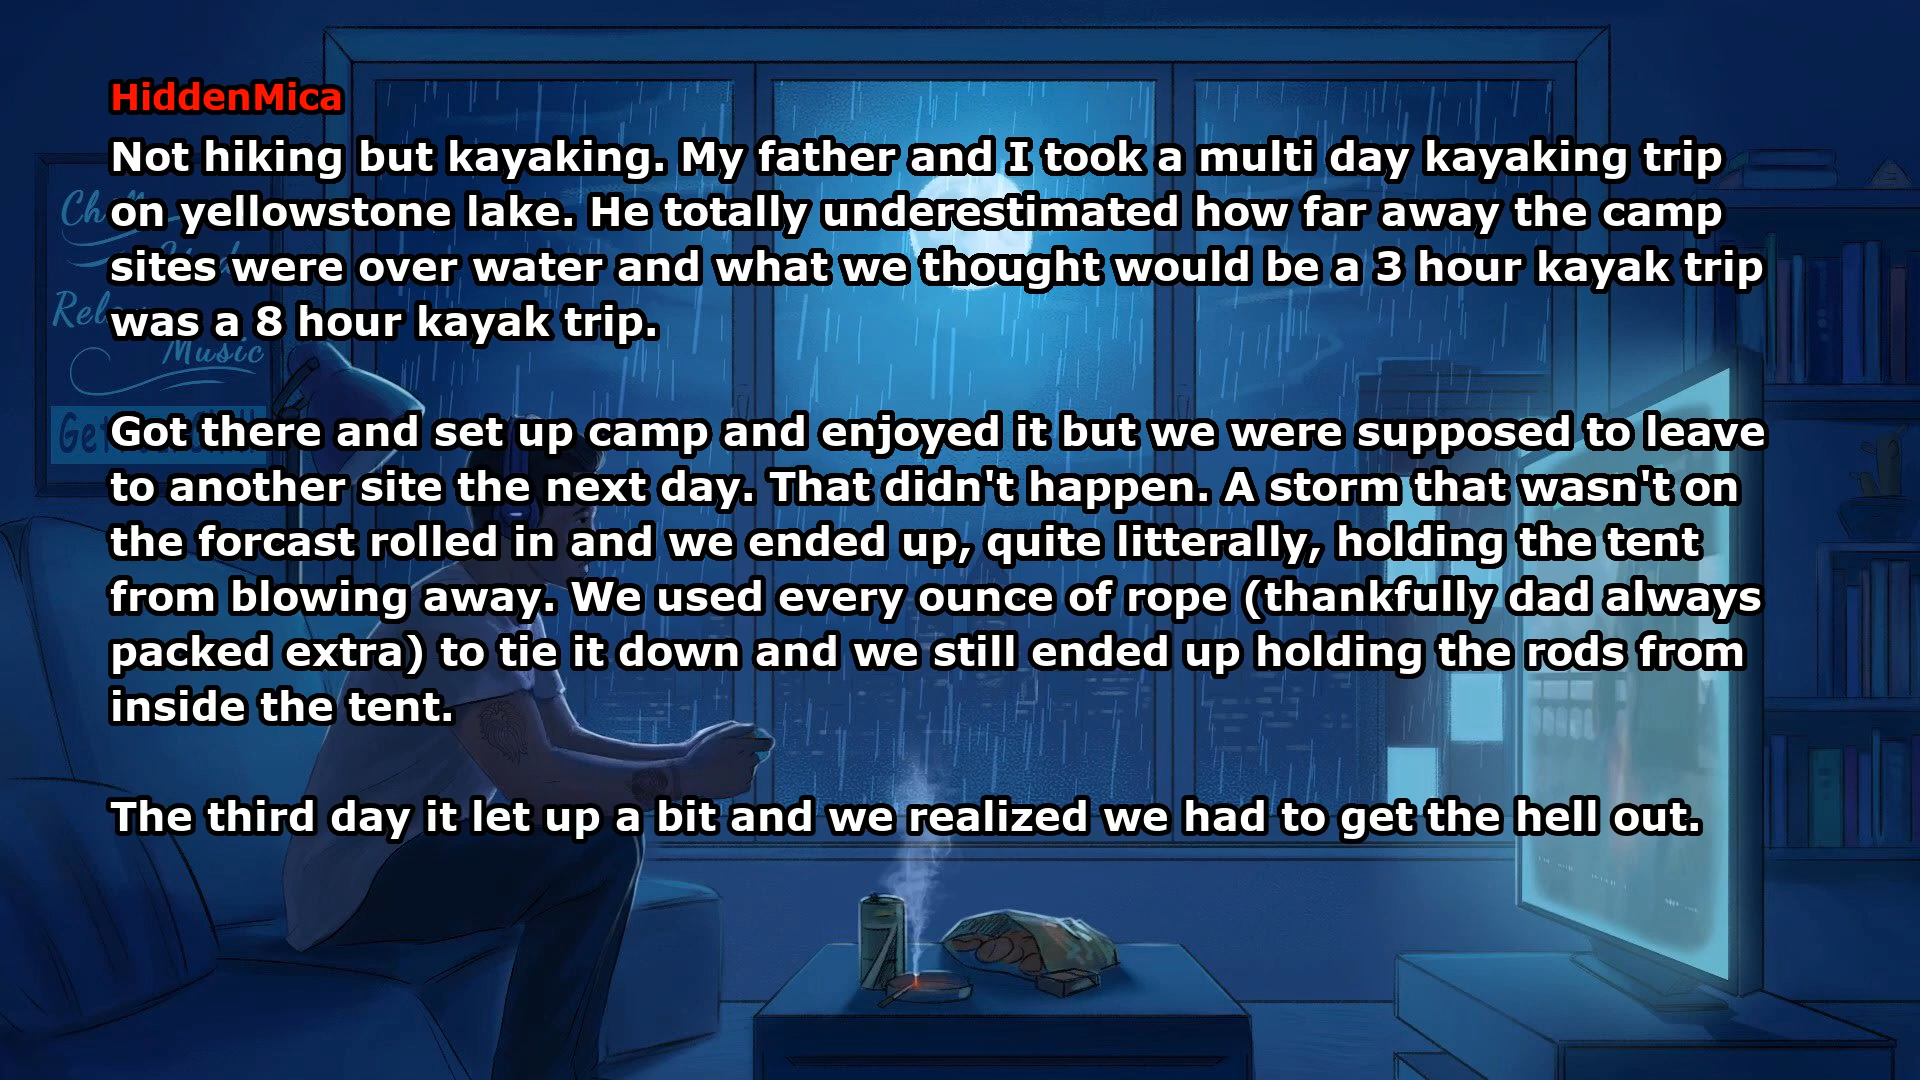 HiddenMica
Not hiking but kayaking. My father and I took a multi day kayaking trip
on yellowstone lake. He totally underestimated how far away the camp
sites were over water and what we thought would be a 3 hour kayak trip
was a 8 hour kayak trip.
Got there and set up camp and enjoyed it but we were supposed to leave
to another site the next day. That didn't happen. A storm that wasn't on
the forcast rolled in and we ended up, quite litterally, holding the tent
from blowing away. We used every ounce of rope (thankfully dad always
packed extra) to tie it down and we still ended up holding the rods from
inside the tent.
The third day it let up a bit and we realized we had to get the hell out.
Music